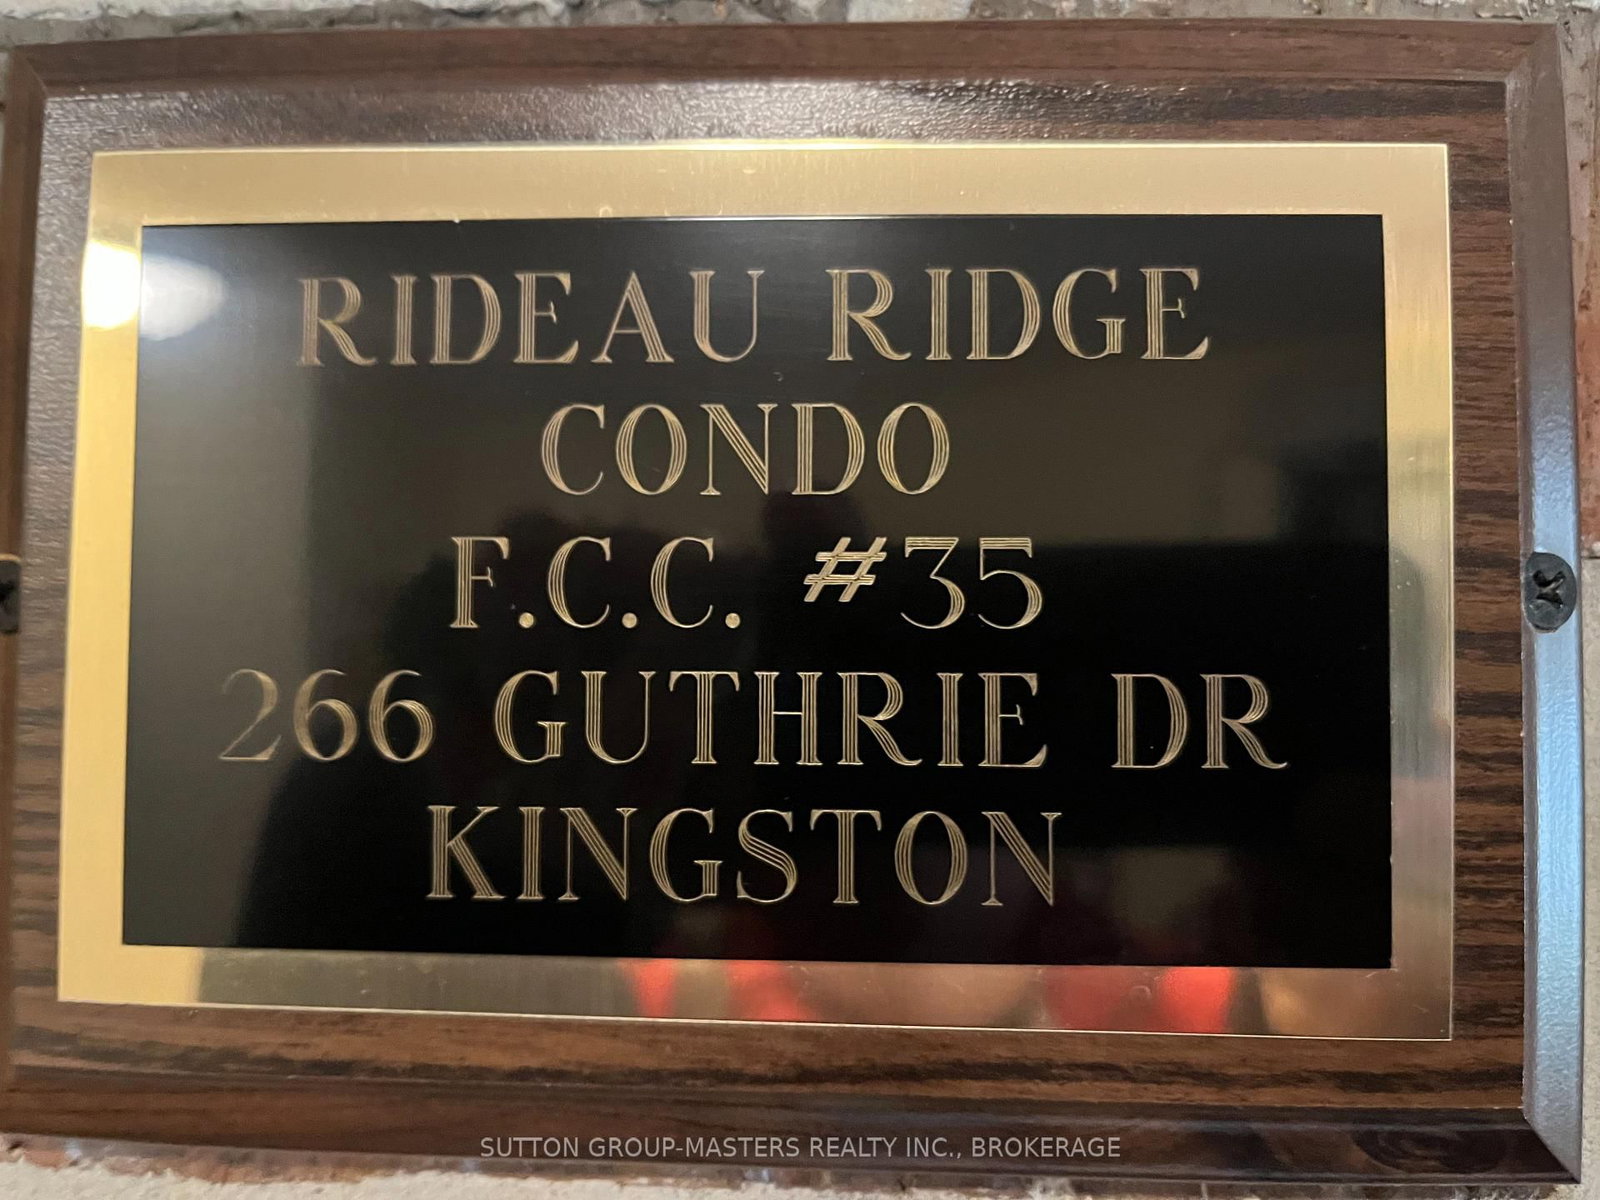 RIDEAU RIDGE
CONDO
F.C.C. #35
266 GUTHRIE DR
KINGSTON
SUTTON GROUP-MASTERS REALTY INC., BROKERAGE